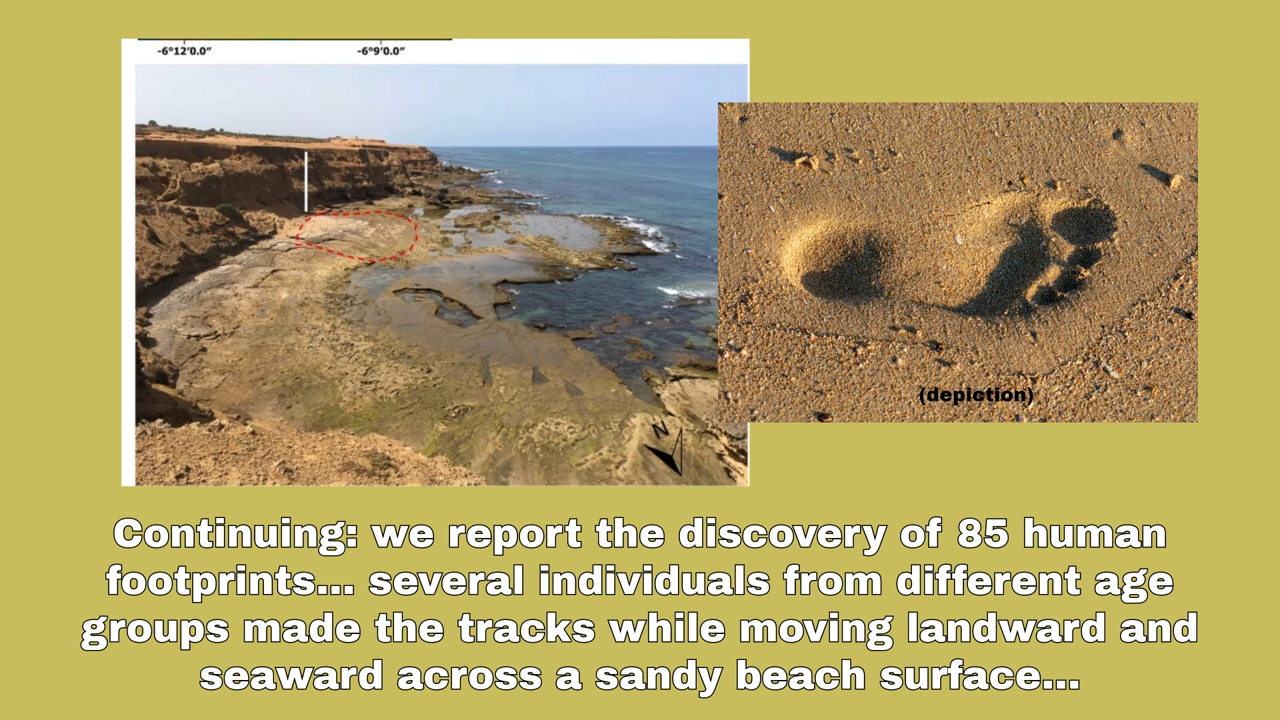 -6°12'0.0" -6°9'0.0"
N
(depiction)
Continuing: we report the discovery of 85 human
footprints... several individuals from different age
groups made the tracks while moving landward and
seaward across a sandy beach surface...